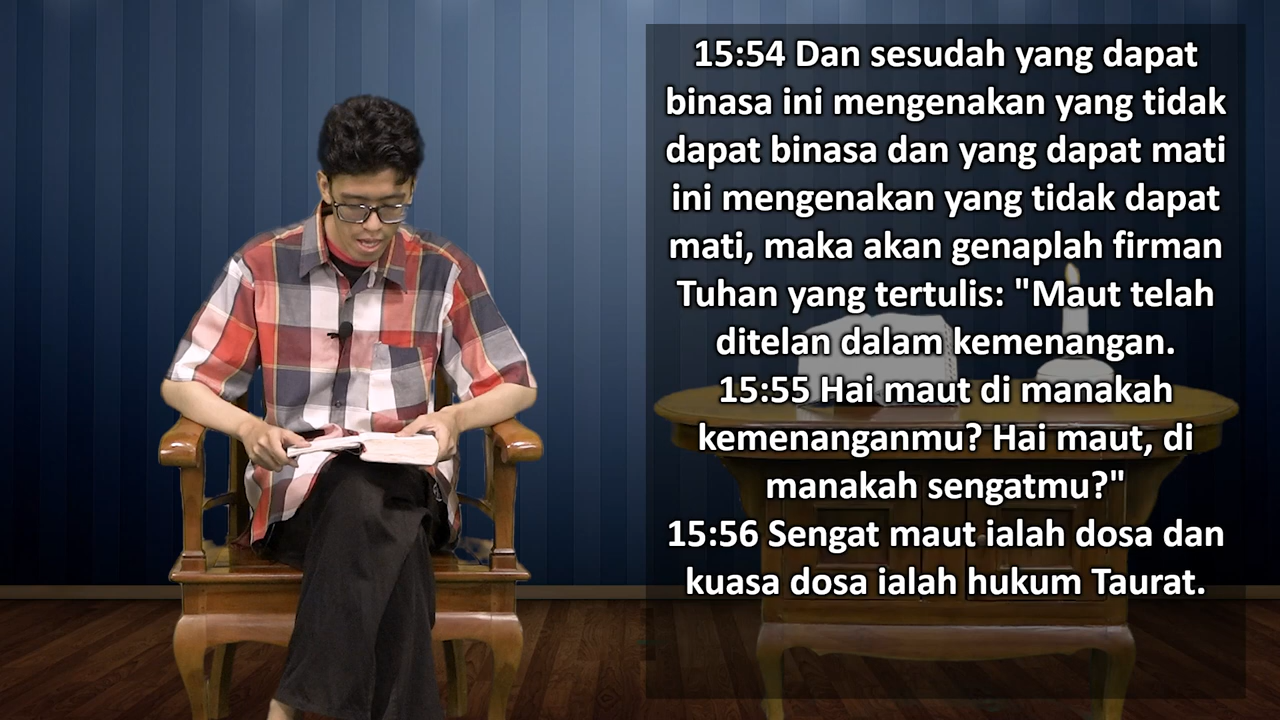 15:54 Dan sesudah yang dapat
binasa ini mengenakan yang tidak
dapat binasa dan yang dapat mati
ini mengenakan yang tidak dapat
mati, maka akan genaplah firman
Tuhan yang tertulis: "Maut telah
ditelan dalam kemenangan.
15:55 Hai maut di manakah
kemenanganmu? Hai maut, di
manakah sengatmu?"
15:56 Sengat maut ialah dosa dan
kuasa dosa ialah hukum Taurat.